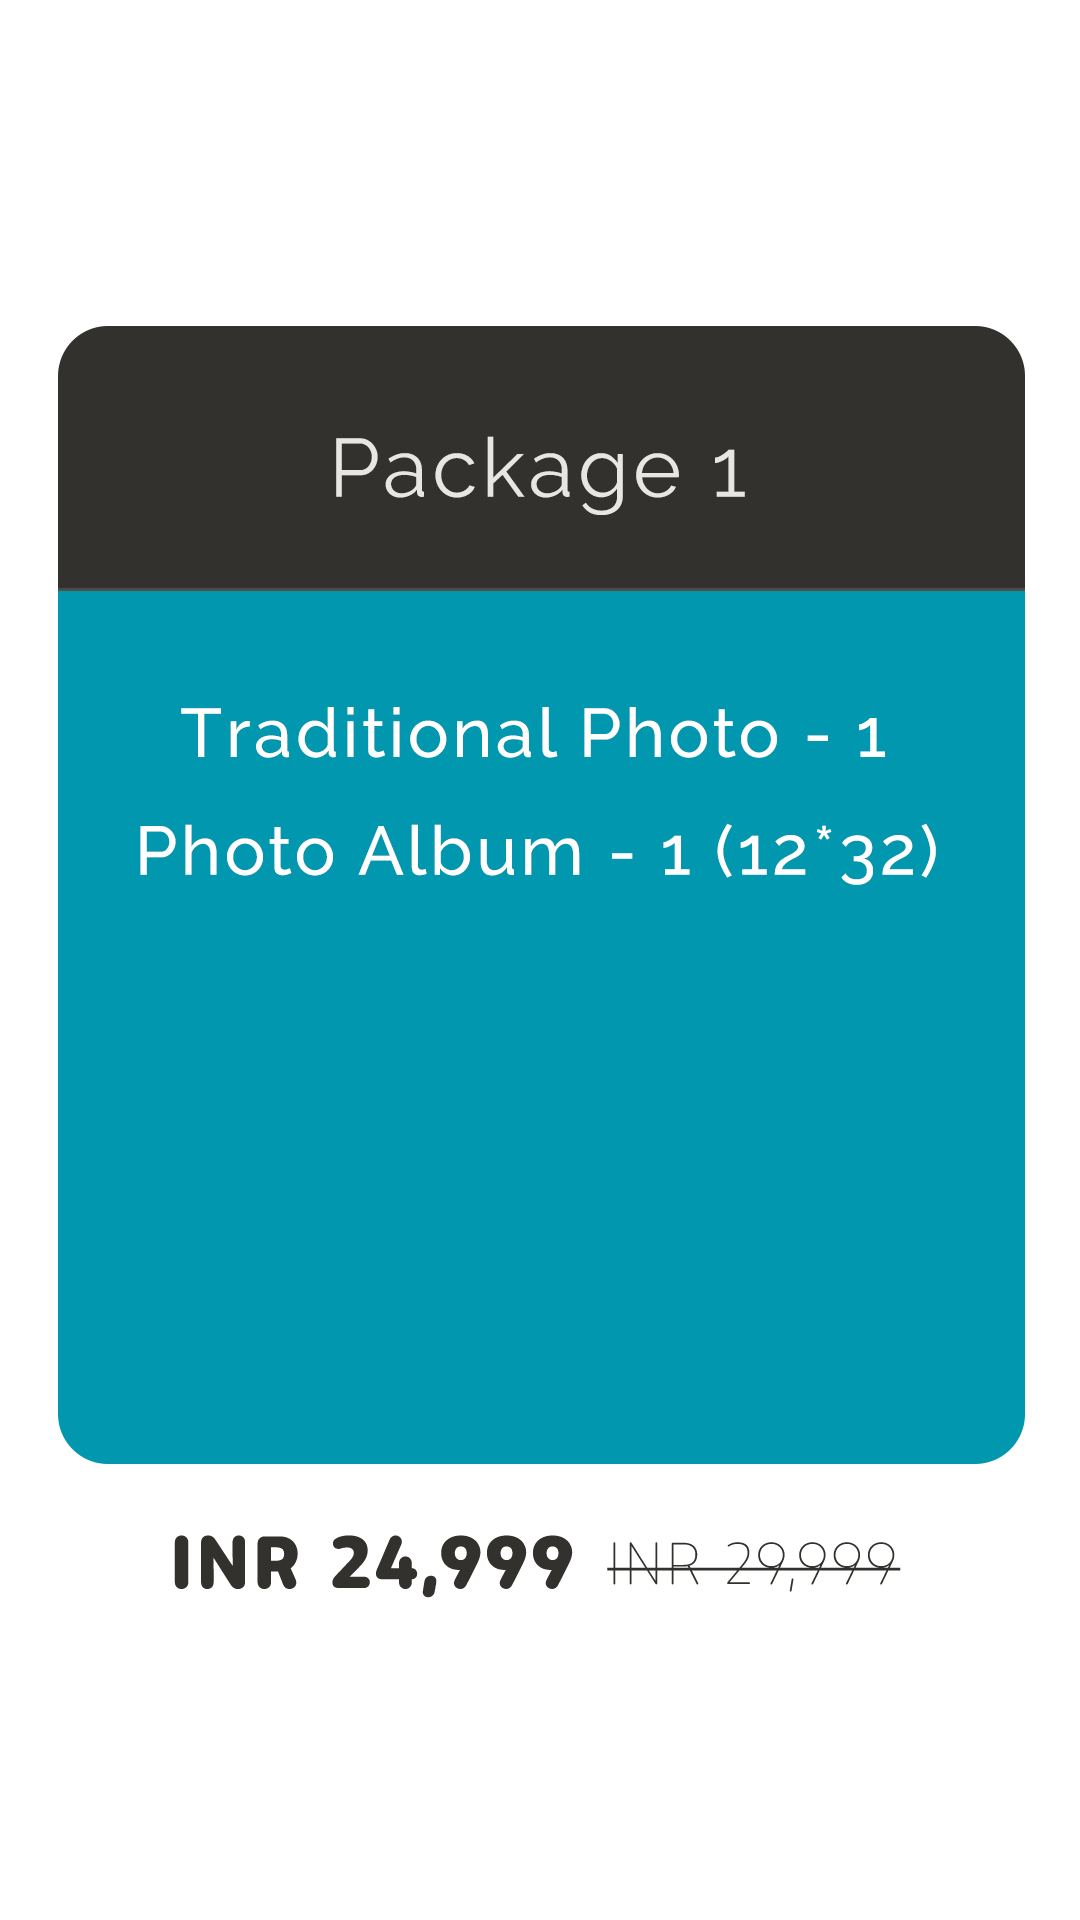 Package 1
Traditional Photo - 1
Photo Album - 1 (12*32)
INR 24,999 INR 29,999